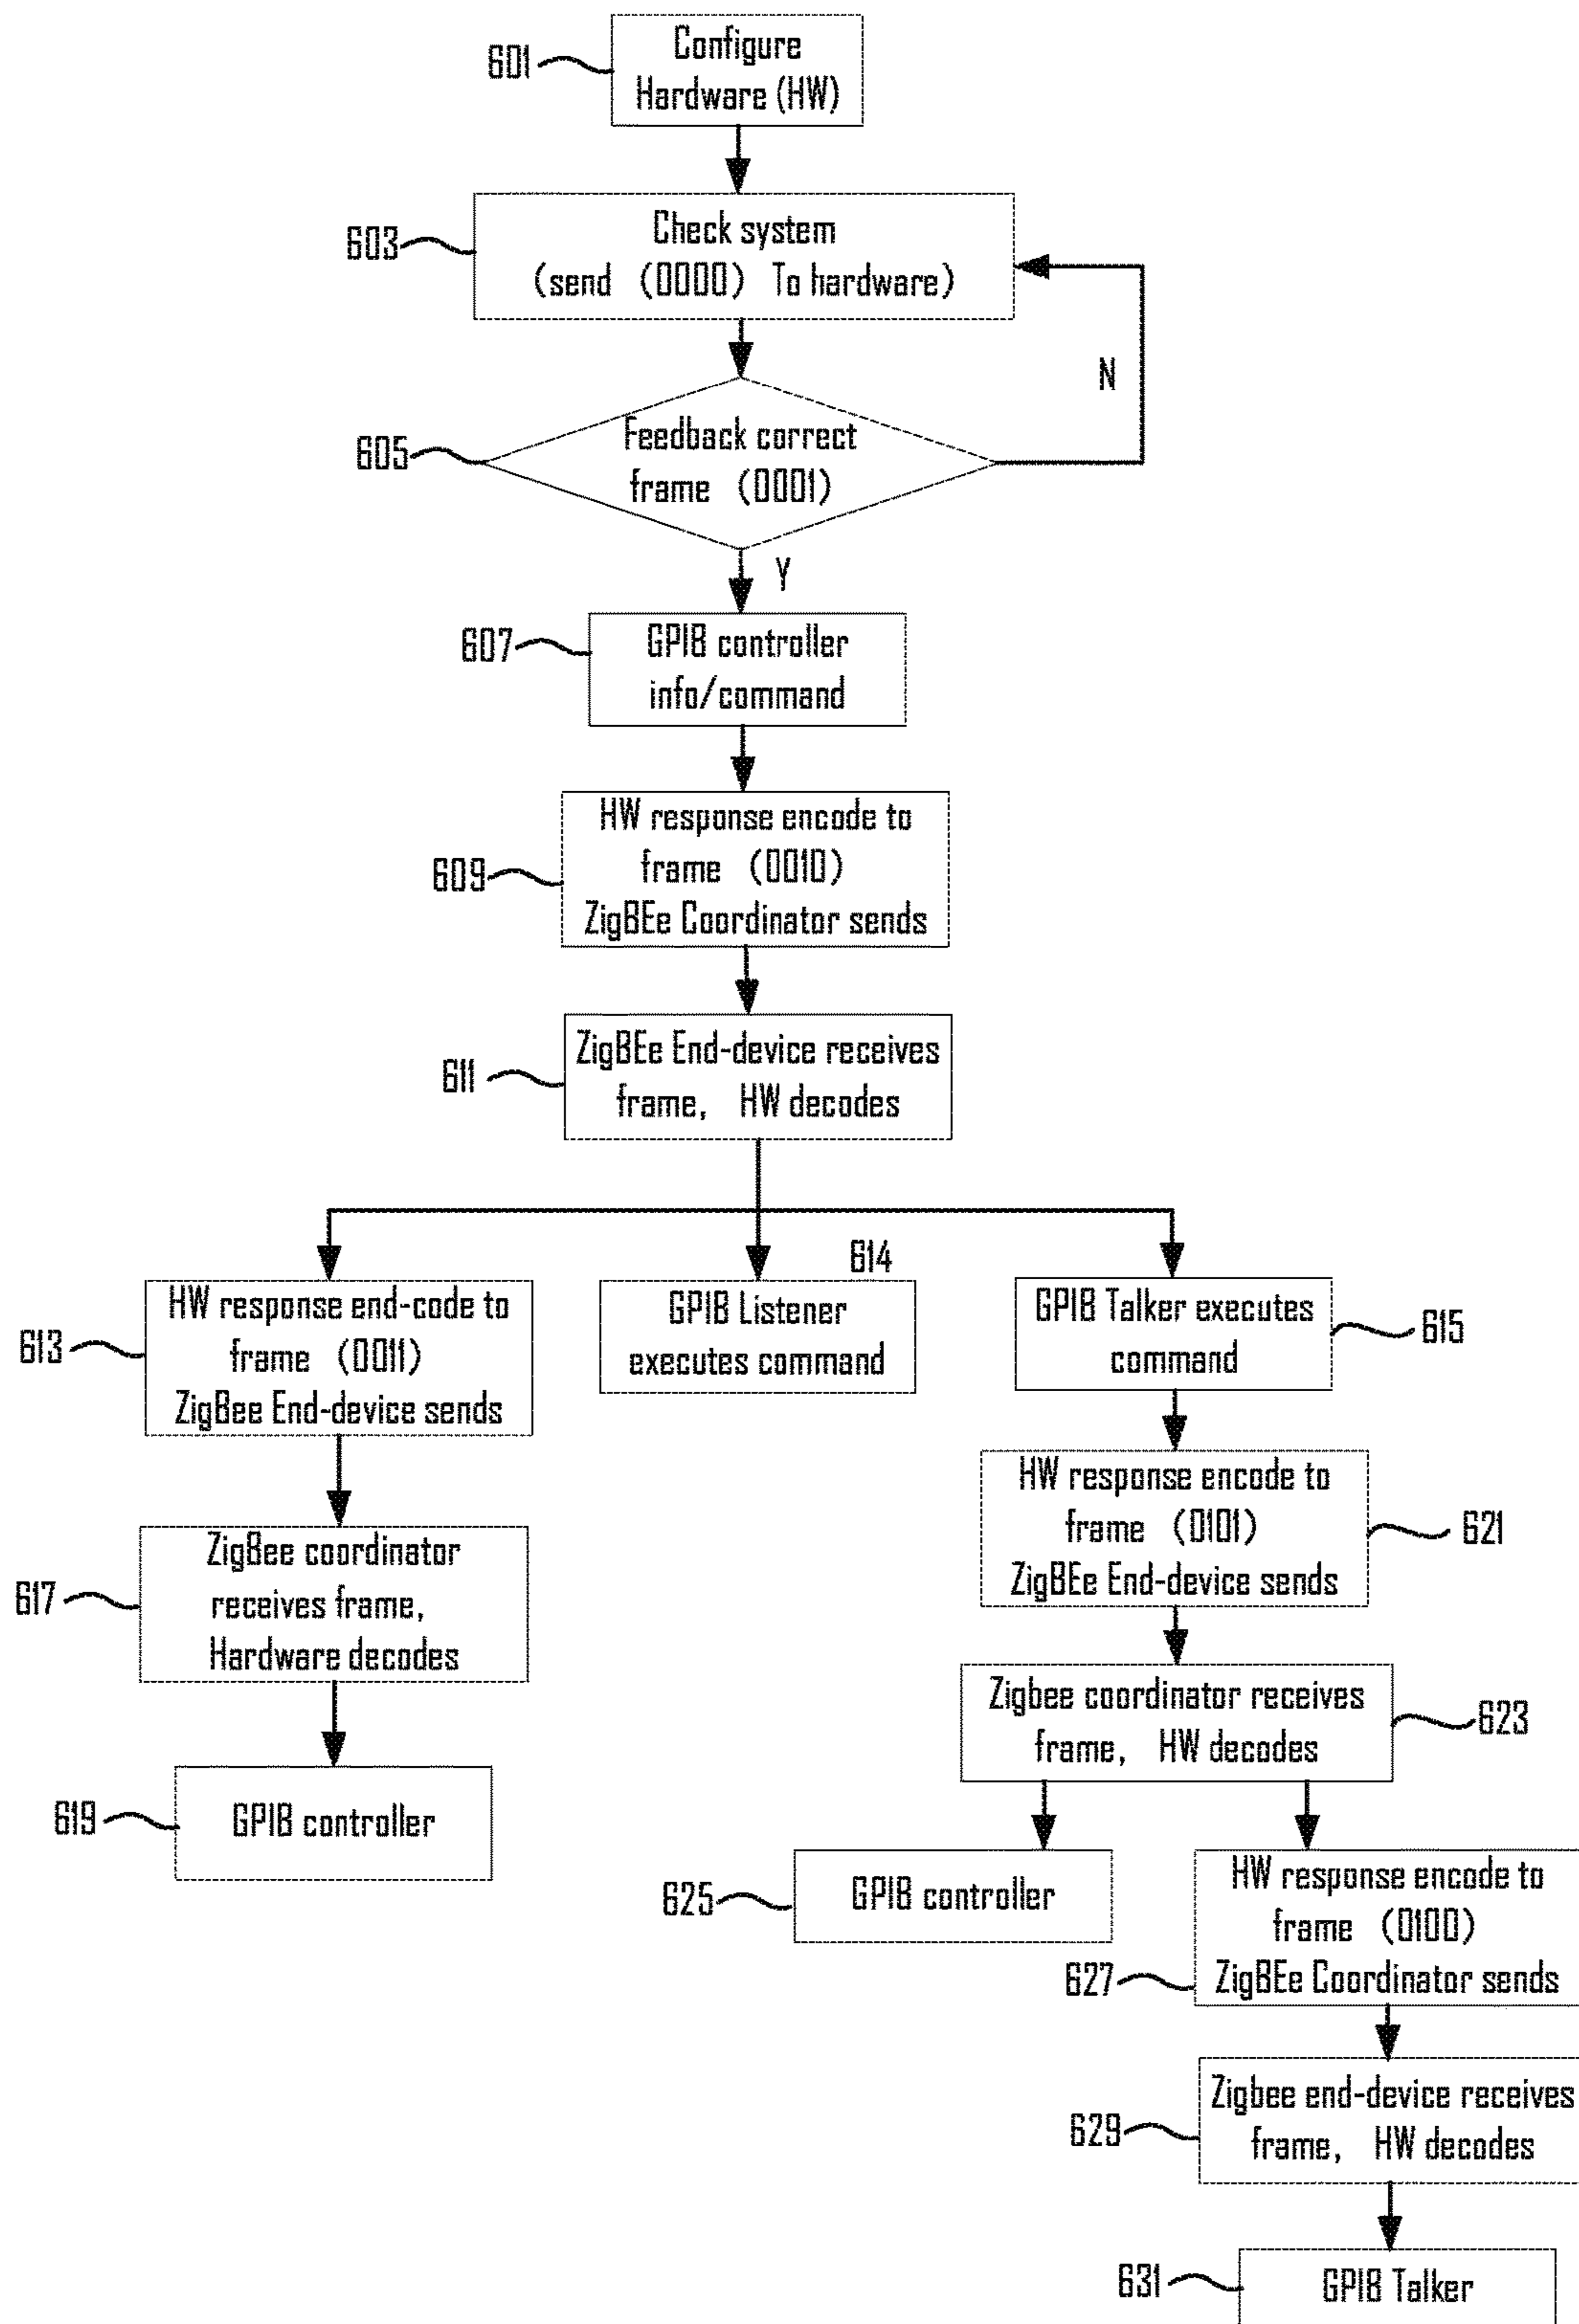 601
Configure
Hardware (HW)
603
Check system
(send (0000) To hardware)
N
605
Feedback correct
frame (0001)
Y
607
GPIB controller
info/command
609
HW response encode to
frame (0010)
ZigBEe Coordinator sends
611
ZigBEe End-device receives
frame, HW decodes
613
HW response end-code to
frame (0011)
ZigBee End-device sends
614
GPIB Listener
executes command
GPIB Talker executes
command
615
HW response encode to
frame (0101)
ZigBEe End-device sends
621
617
ZigBee coordinator
receives frame,
Hardware decodes
Zigbee coordinator receives
frame, HW decodes
623
619
GPIB controller
625
GPIB controller
627
HW response encode to
frame (0100)
ZigBEe Coordinator sends
629
Zigbee end-device receives
frame, HW decodes
631
GPIB Talker